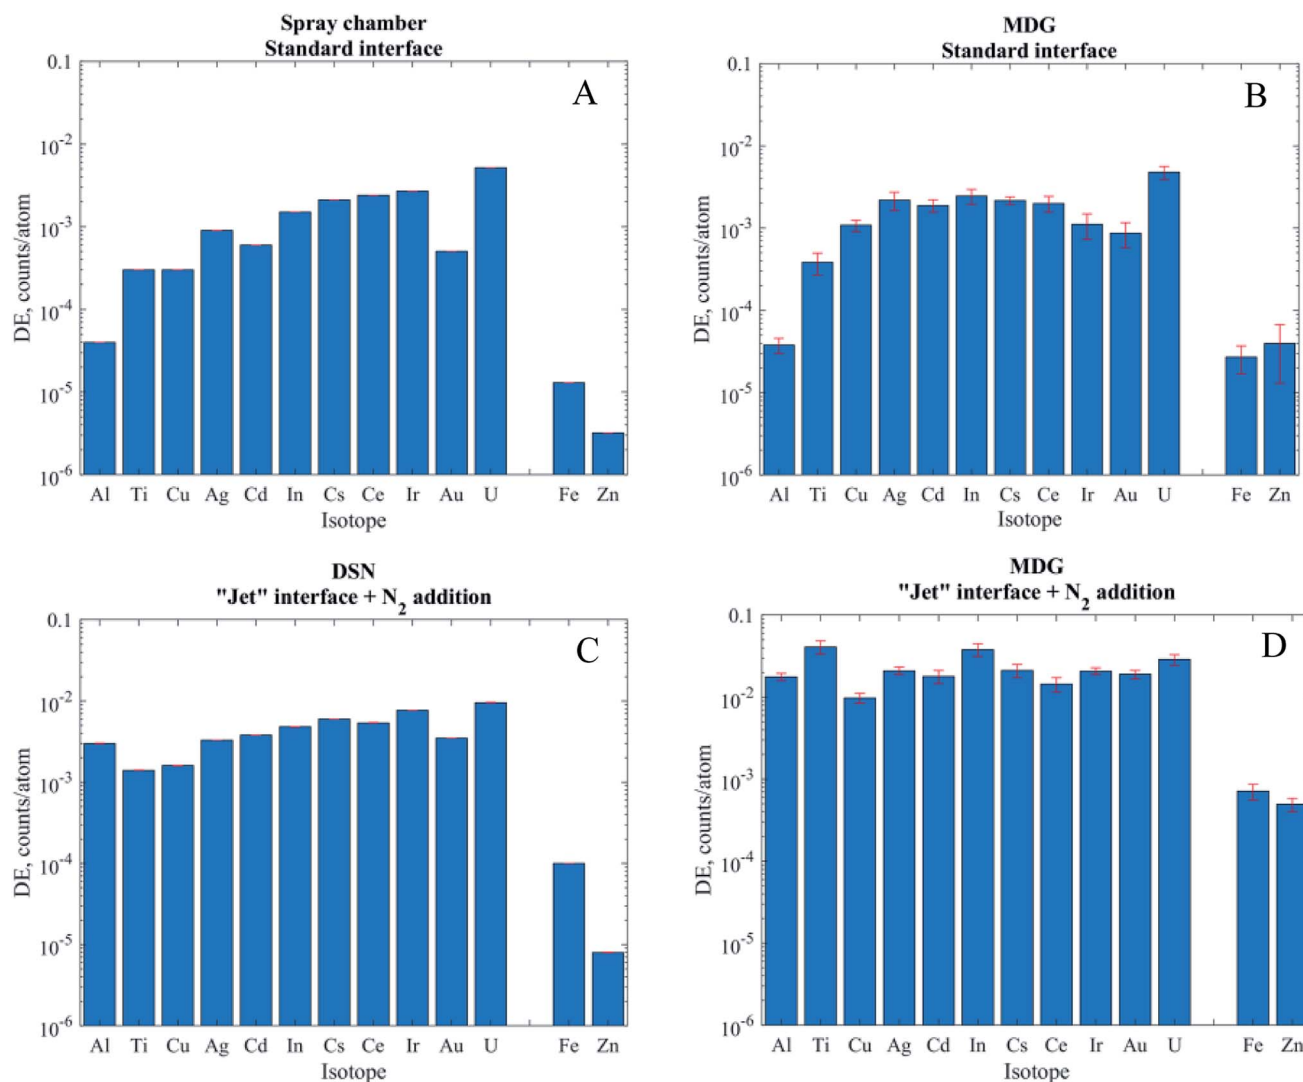 Spray chamber
Standard interface
A
0.1
10-2
10-3
10-4
10-5
10-6
DE, counts/atom
Al Ti Cu Ag Cd In Cs Ce Ir Au U Fe Zn
Isotope
MDG
Standard interface
B
0.1
10-2
10-3
10-4
10-5
10-6
DE, counts/atom
Al Ti Cu Ag Cd In Cs Ce Ir Au U Fe Zn
Isotope
DSN
"Jet" interface + N2 addition
C
0.1
10-2
10-3
10-4
10-5
10-6
DE, counts/atom
Al Ti Cu Ag Cd In Cs Ce Ir Au U Fe Zn
Isotope
MDG
"Jet" interface + N2 addition
D
0.1
10-2
10-3
10-4
10-5
10-6
DE, counts/atom
Al Ti Cu Ag Cd In Cs Ce Ir Au U Fe Zn
Isotope